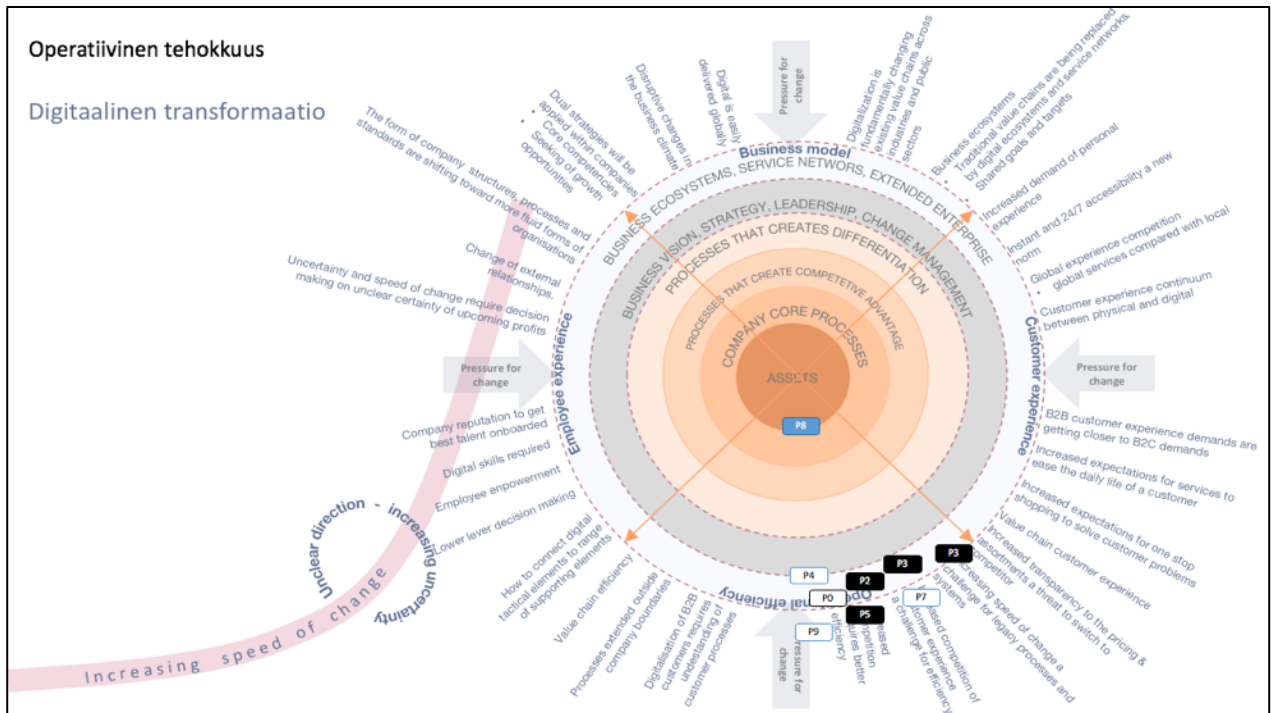 Operatiivinen tehokkuus
Digitaalinen transformaatio
The form of company structures, processes and
standards are shifting toward more fluid forms of
organisations
Dual strategies will be
applied within companies
• Core competencies
• Seeking of growth
opportunities
Disruptive changes in
the business climate
Digital is easily
delivered globally
Pressure for
change
Digitalization is
fundamentally changing
existing value chains across
industries and public
sectors
Business ecosystems
• Traditional value chains are being replaced
by digital ecosystems and service networks,
• Shared goals and targets
Increased demand of personal
experience
Instant and 24/7 accessibility a new
norm
Global experience competition
• global services compared with local
Customer experience continuum
between physical and digital
Change of external
relationships,
Uncertainty and speed of change require decision
making on unclear certainty of upcoming profits
Business model
BUSINESS ECOSYSTEMS, SERVICE NETWORS, EXTENDED ENTERPRISE
BUSINESS VISION, STRATEGY, LEADERSHIP, CHANGE MANAGEMENT
PROCESSES THAT CREATES DIFFERENTIATION
PROCESSES THAT CREATE COMPETETIVE ADVANTAGE
COMPANY CORE PROCESSES
ASSETS
P8
Pressure for
change
Employee experience
Customer experience
Pressure for
change
Company reputation to get
best talent onboarded
Digital skills required
Employee enpowerment
Lower lever decision making
How to connect digital
tactical elements to range
of supporting elements
Value chain efficiency
Processes extended outside
company boundaries
Digitalisation of B2B
customers requires
understanding of
customer processes
B2B customer experience demands are
getting closer to B2C demands
Increased expectations for services to
ease the daily life of a customer
Increased expectations for one stop
shopping to solve customer problems
Value chain customer experience
Increased transparency to the pricing &
assortments a threat to switch to
competitor
Increasing speed of change a
challenge for legacy processes and
systems
competition of
customer experience
a challenge for efficiency
requires better
efficiency
P3
P3
P4
P2
P0
P7
P5
P9
efficiency
Pressure for
change
Unclear direction - increasing uncertainty
Increasing speed of change